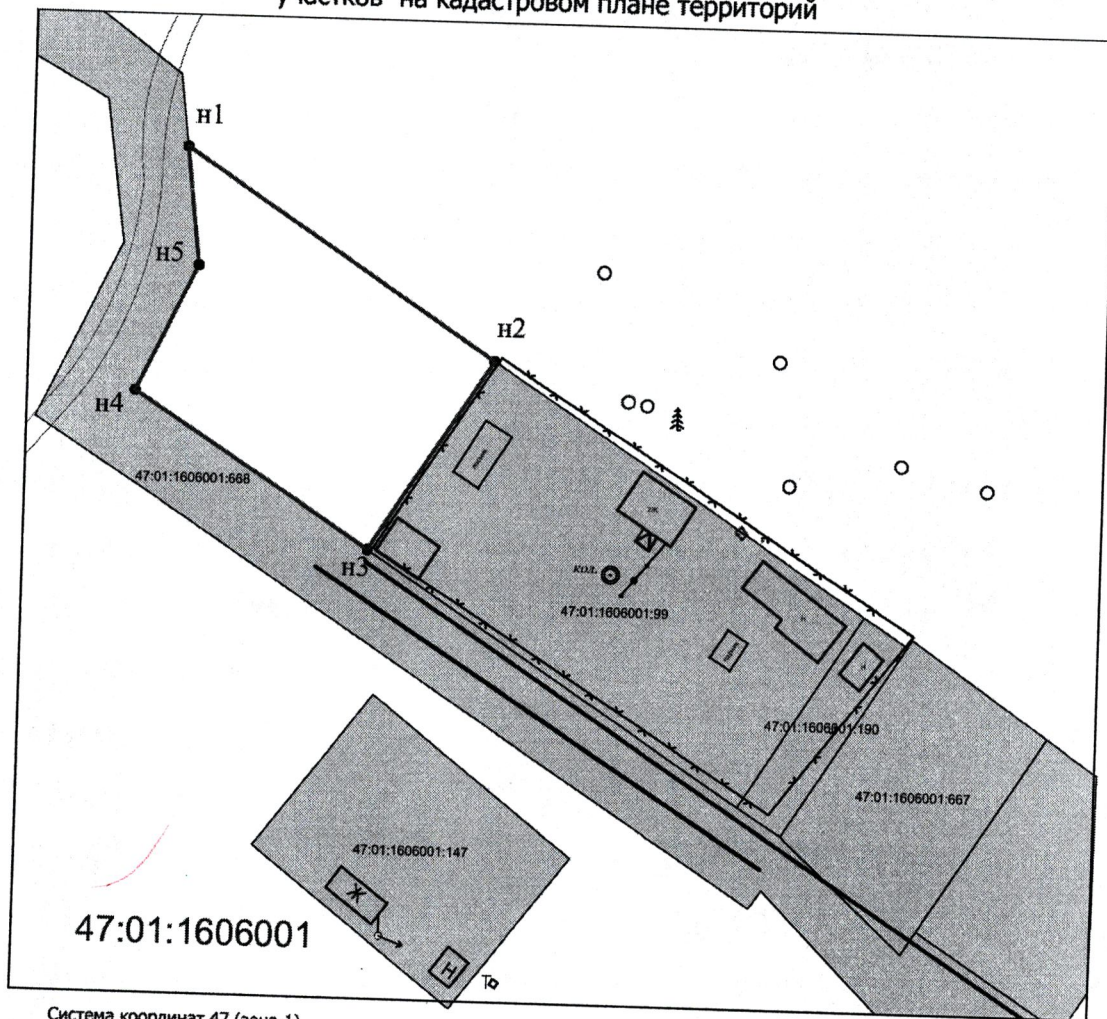 участков на кадастровом плане территорий
н1
н5
н2
н4
47:01:1606001:668
н3
кол.
47:01:1606001:99
47:01:1606001:190
47:01:1606001:667
47:01:1606001:147
Ж
47:01:1606001
Н
Система координат 47 (зона 1)